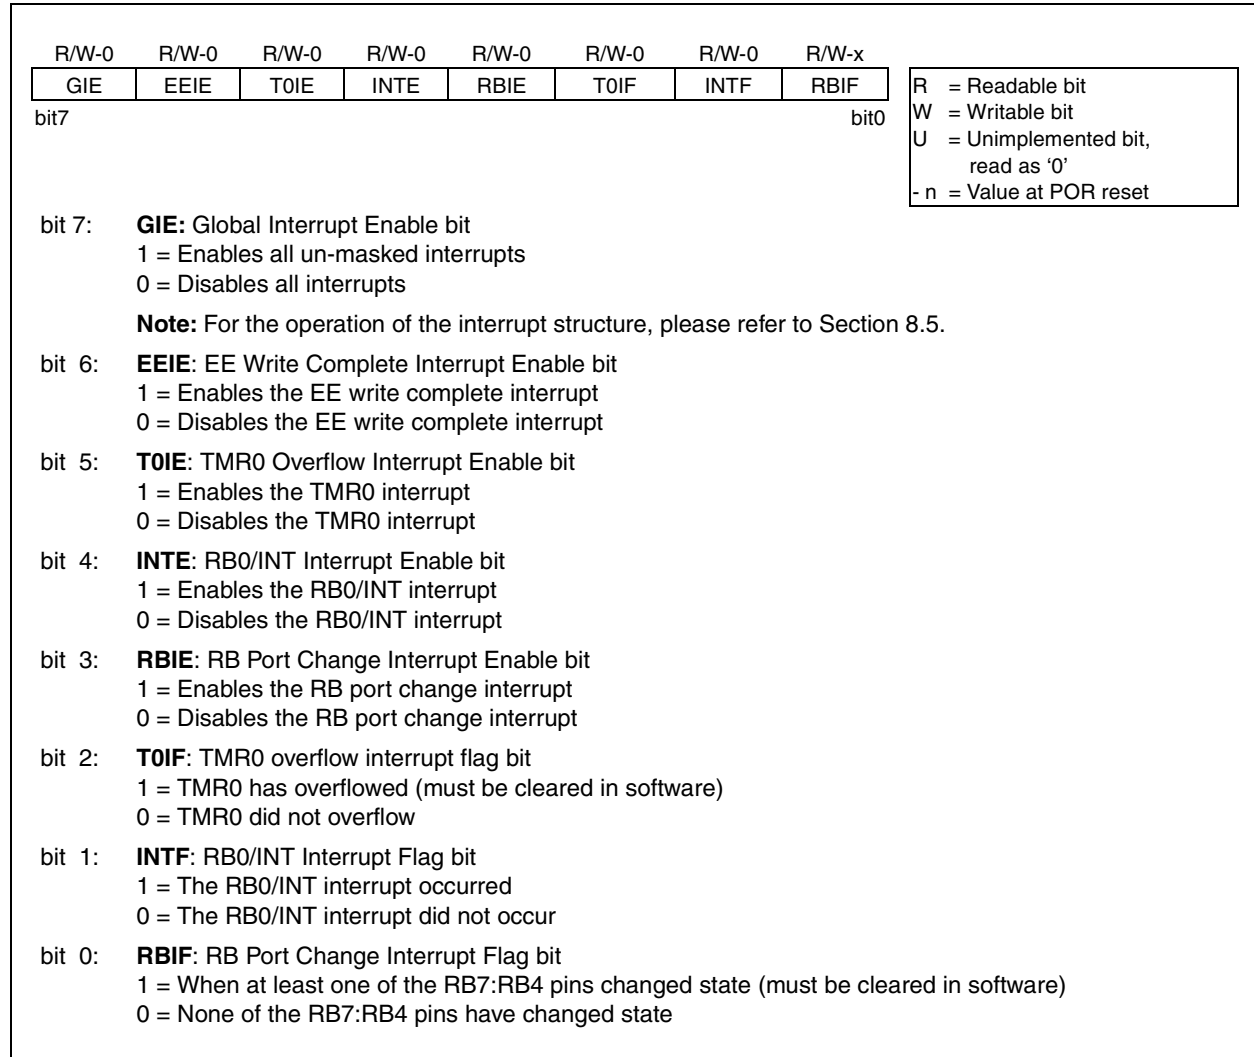 R/W-0 R/W-0 R/W-0 R/W-0 R/W-0 R/W-0 R/W-0 R/W-x
GIE EEIE T0IE INTE RBIE T0IF INTF RBIF
bit7 bit0
R = Readable bit
W = Writable bit
U = Unimplemented bit,
read as ‘0’
- n = Value at POR reset
bit 7: GIE: Global Interrupt Enable bit
1 = Enables all un-masked interrupts
0 = Disables all interrupts
Note: For the operation of the interrupt structure, please refer to Section 8.5.
bit 6: EEIE: EE Write Complete Interrupt Enable bit
1 = Enables the EE write complete interrupt
0 = Disables the EE write complete interrupt
bit 5: T0IE: TMR0 Overflow Interrupt Enable bit
1 = Enables the TMR0 interrupt
0 = Disables the TMR0 interrupt
bit 4: INTE: RB0/INT Interrupt Enable bit
1 = Enables the RB0/INT interrupt
0 = Disables the RB0/INT interrupt
bit 3: RBIE: RB Port Change Interrupt Enable bit
1 = Enables the RB port change interrupt
0 = Disables the RB port change interrupt
bit 2: T0IF: TMR0 overflow interrupt flag bit
1 = TMR0 has overflowed (must be cleared in software)
0 = TMR0 did not overflow
bit 1: INTF: RB0/INT Interrupt Flag bit
1 = The RB0/INT interrupt occurred
0 = The RB0/INT interrupt did not occur
bit 0: RBIF: RB Port Change Interrupt Flag bit
1 = When at least one of the RB7:RB4 pins changed state (must be cleared in software)
0 = None of the RB7:RB4 pins have changed state